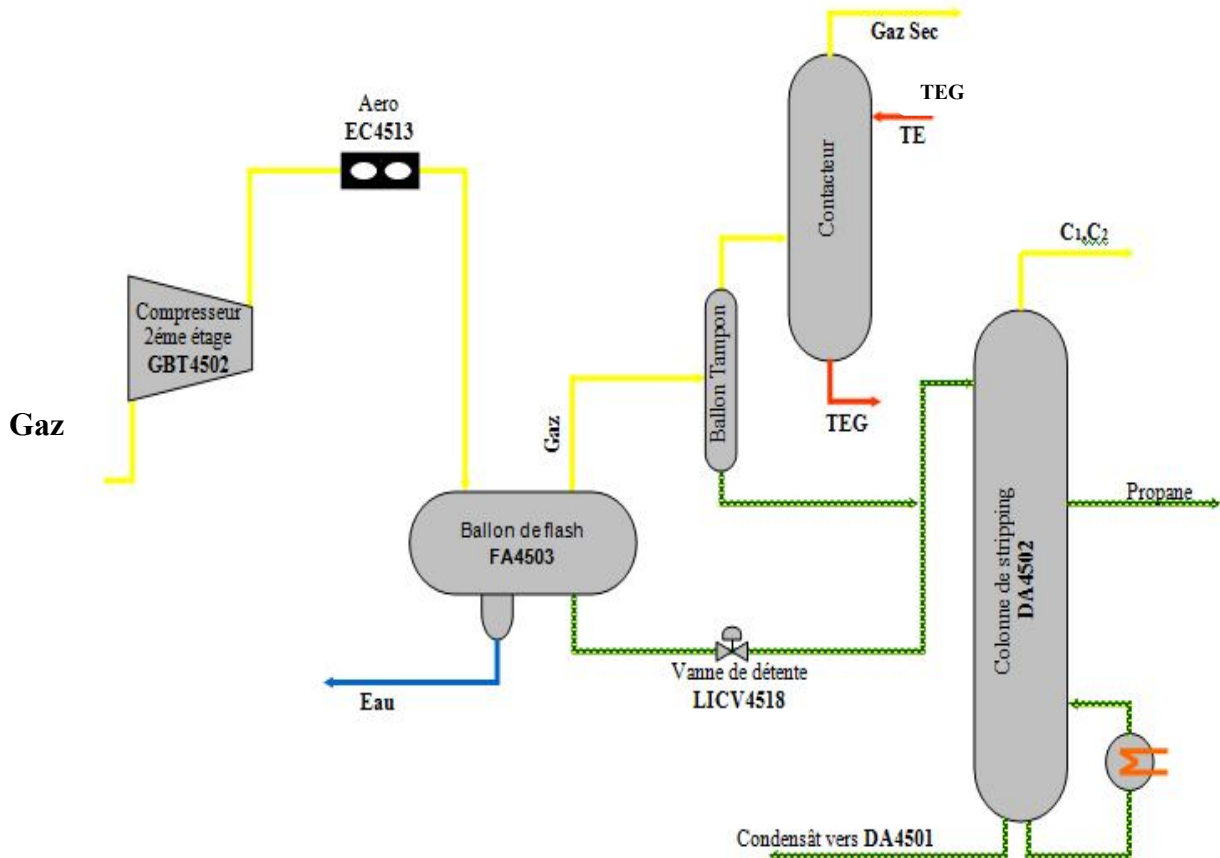 Gaz Sec
TEG
TE
Aero
EC4513
Contacteur
C₁,C₂
Compresseur
2éme étage
GBT4502
Ballon Tampon
Gaz
Gaz
TEG
Propane
Ballon de flash
FA4503
Colonne de stripping
DA4502
Vanne de détente
LICV4518
Eau
Condensât vers DA4501